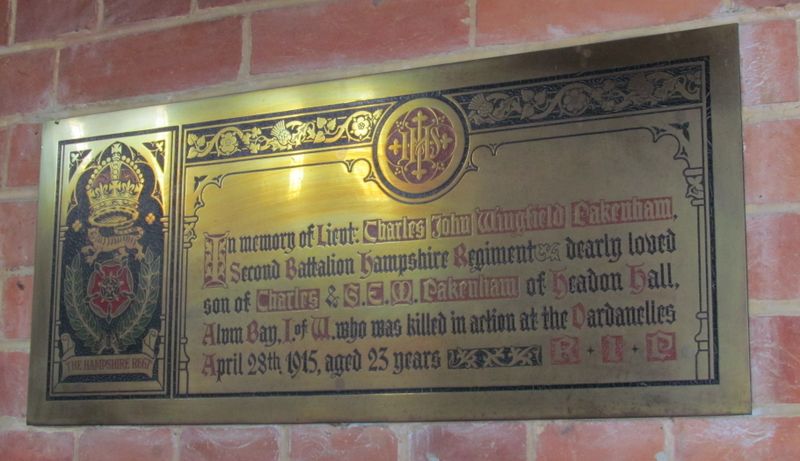 IHS
In memory of Lieut: Charles John Wingfield Pakenham,
Second Battalion Hampshire Regiment dearly loved
son of Charles & S.E.M. Pakenham of Headon Hall,
Alum Bay, I. of W. who was killed in action at the Dardanelles
April 28th, 1915, aged 23 years R·I·P
THE HAMPSHIRE REGT